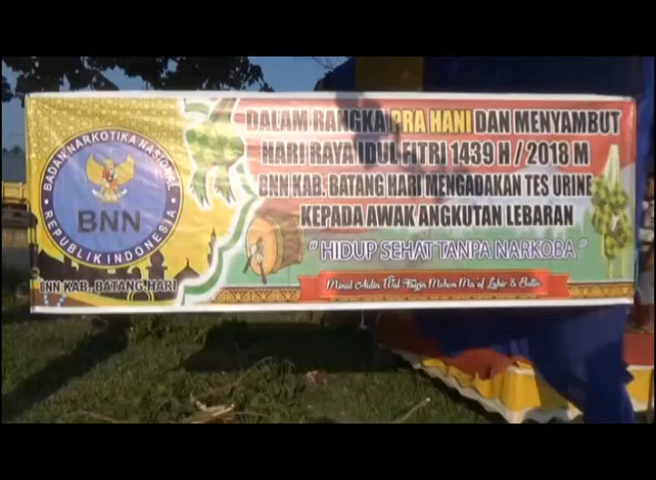 DALAM RANGKA PRA HANI DAN MENYAMBUT
HARI RAYA IDUL FITRI 1439 H / 2018 M
BNN KAB. BATANG HARI MENGADAKAN TES URINE
KEPADA AWAK ANGKUTAN LEBARAN
"HIDUP SEHAT TANPA NARKOBA"
Minal Aidin Wal Faizin Mohon Ma'af Lahir & Batin
BADAN NARKOTIKA NASIONAL
BNN
REPUBLIK INDONESIA
BNN KAB. BATANG HARI